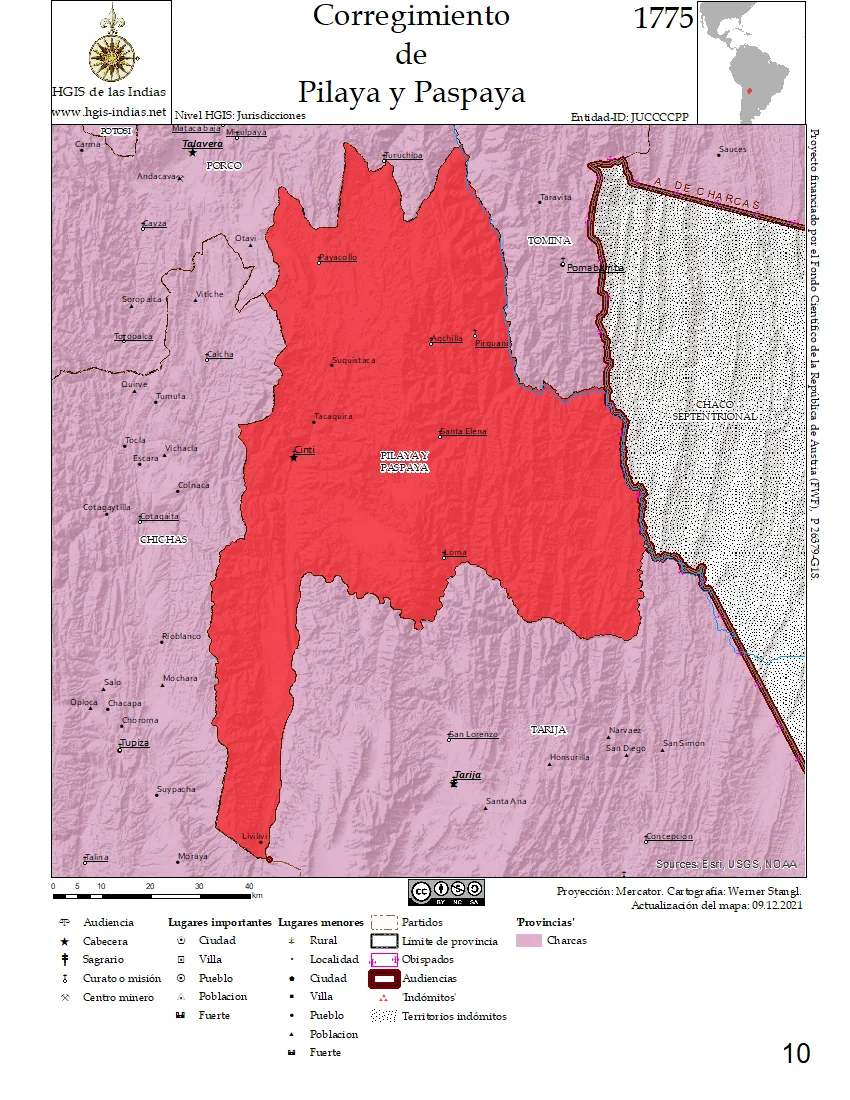 Corregimiento
de
Pilaya y Paspaya
1775
HGIS de las Indias
www.hgis-indias.net
Nivel HGIS: Jurisdicciones
Entidad-ID: JUCCCCPP
POTOSI
Matacabaja
Miculpaya
Carma
Talavera
PORCO
Turuchipa
Sauces
Andacava
A. DE CHARCAS
Taravita
Cayza
Otavi
TOMINA
Payacollo
Pomabamba
Soropalca
Vitiche
Toropalca
Aqchilla
Pirquani
Calcha
Suquistaca
Quirve
Tumula
CHACO
SEPTENTRIONAL
Tacaquira
Santa Elena
Tocla
Vichacla
Cinti
Escara
PILAYA Y
PASPAYA
Colnaca
Cotagaytilla
Cotagaita
CHICHAS
Loma
Rioblanco
Salo
Mochara
Opioca
Chacapa
Choroma
Tupiza
San Lorenzo
TARIJA
Narvaez
San Diego
San Simon
Honsurilla
Tarija
Suypacha
Santa Ana
Livilivi
Concepcion
Talina
Moraya
Sources: Esri, USGS, NOAA
Proyecto financiado por el Fondo Científico de la República de Austria (FWF), P 26379-G18
0 5 10 20 30 40
km
CC BY NC SA
Proyección: Mercator. Cartografía: Werner Stangl.
Actualización del mapa: 09.12.2021
Audiencia
Cabecera
Sagrario
Curato o misión
Centro minero
Lugares importantes
Ciudad
Villa
Pueblo
Poblacion
Fuerte
Lugares menores
Rural
Localidad
Ciudad
Villa
Pueblo
Poblacion
Fuerte
Partidos
Límite de provincia
Obispados
Audiencias
'Indómitos'
Territorios indómitos
'Provincias'
Charcas
10